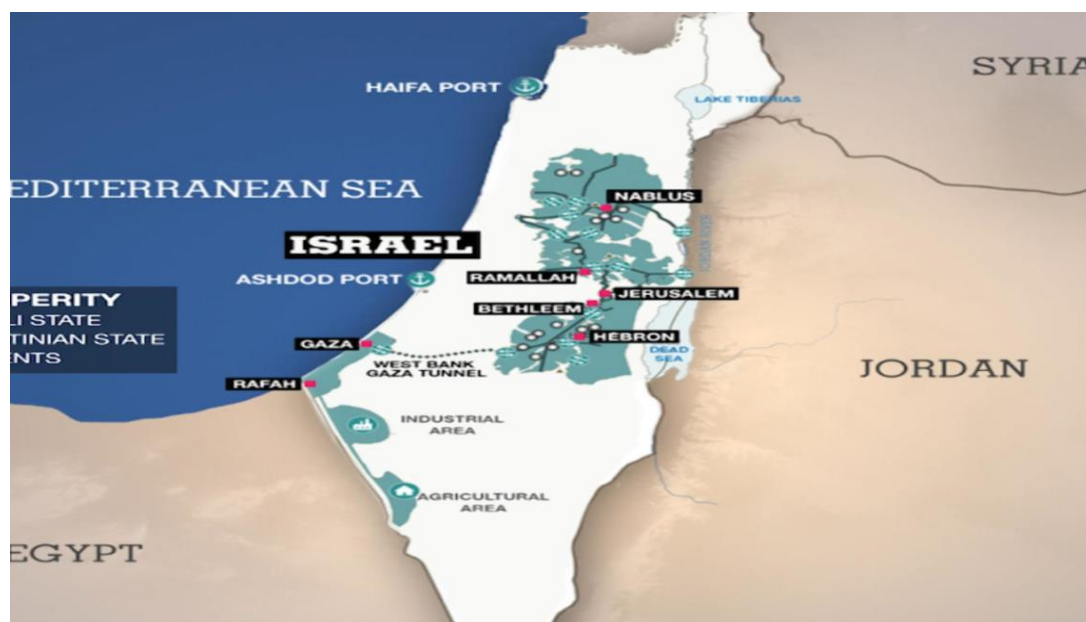 SYRIA
HAIFA PORT
LAKE TIBERIAS
EDITERRANEAN SEA
NABLUS
ISRAEL
RAMALLAH
ASHDOD PORT
JERUSALEM
PERITY
BETHLEEM
LI STATE
TINIAN STATE
GAZA
HEBRON
ENTS
DEAD
SEA
WEST BANK
GAZA TUNNEL
JORDAN
RAFAH
INDUSTRIAL
AREA
AGRICULTURAL
AREA
EGYPT